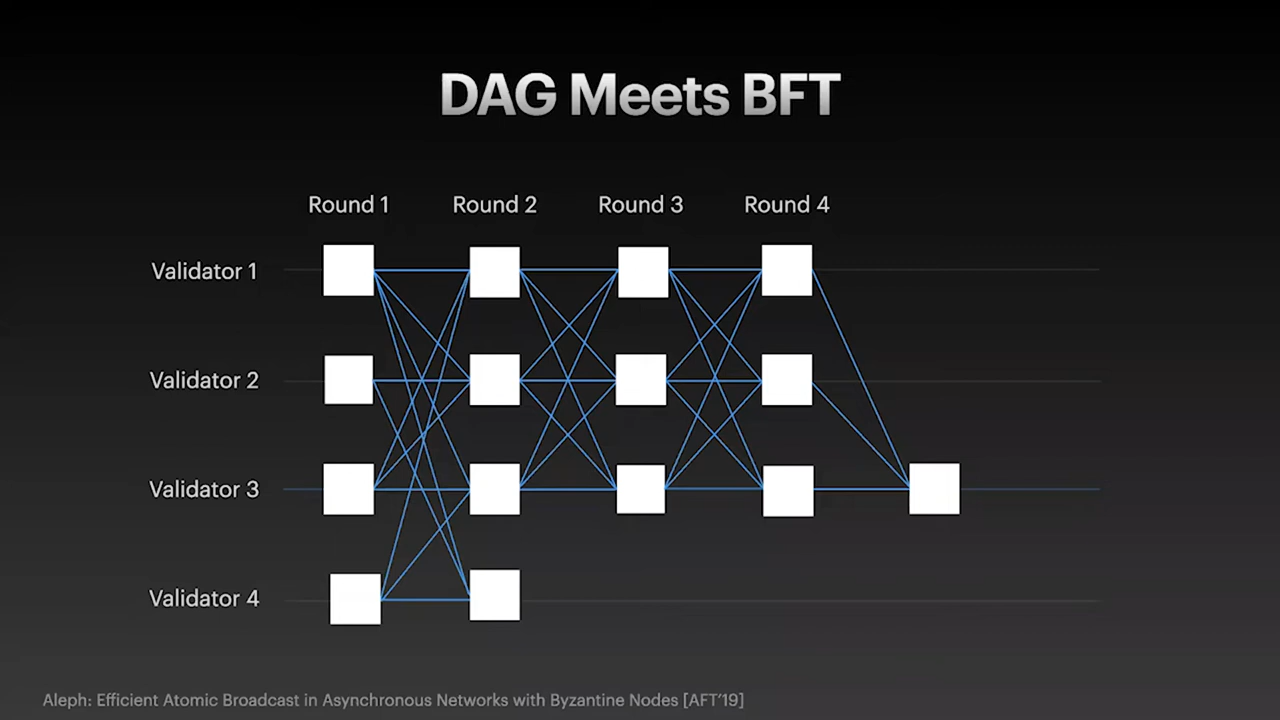 DAG Meets BFT
Round 1 Round 2 Round 3 Round 4
Validator 1
Validator 2
Validator 3
Validator 4
Aleph: Efficient Atomic Broadcast in Asynchronous Networks with Byzantine Nodes [AFT'19]